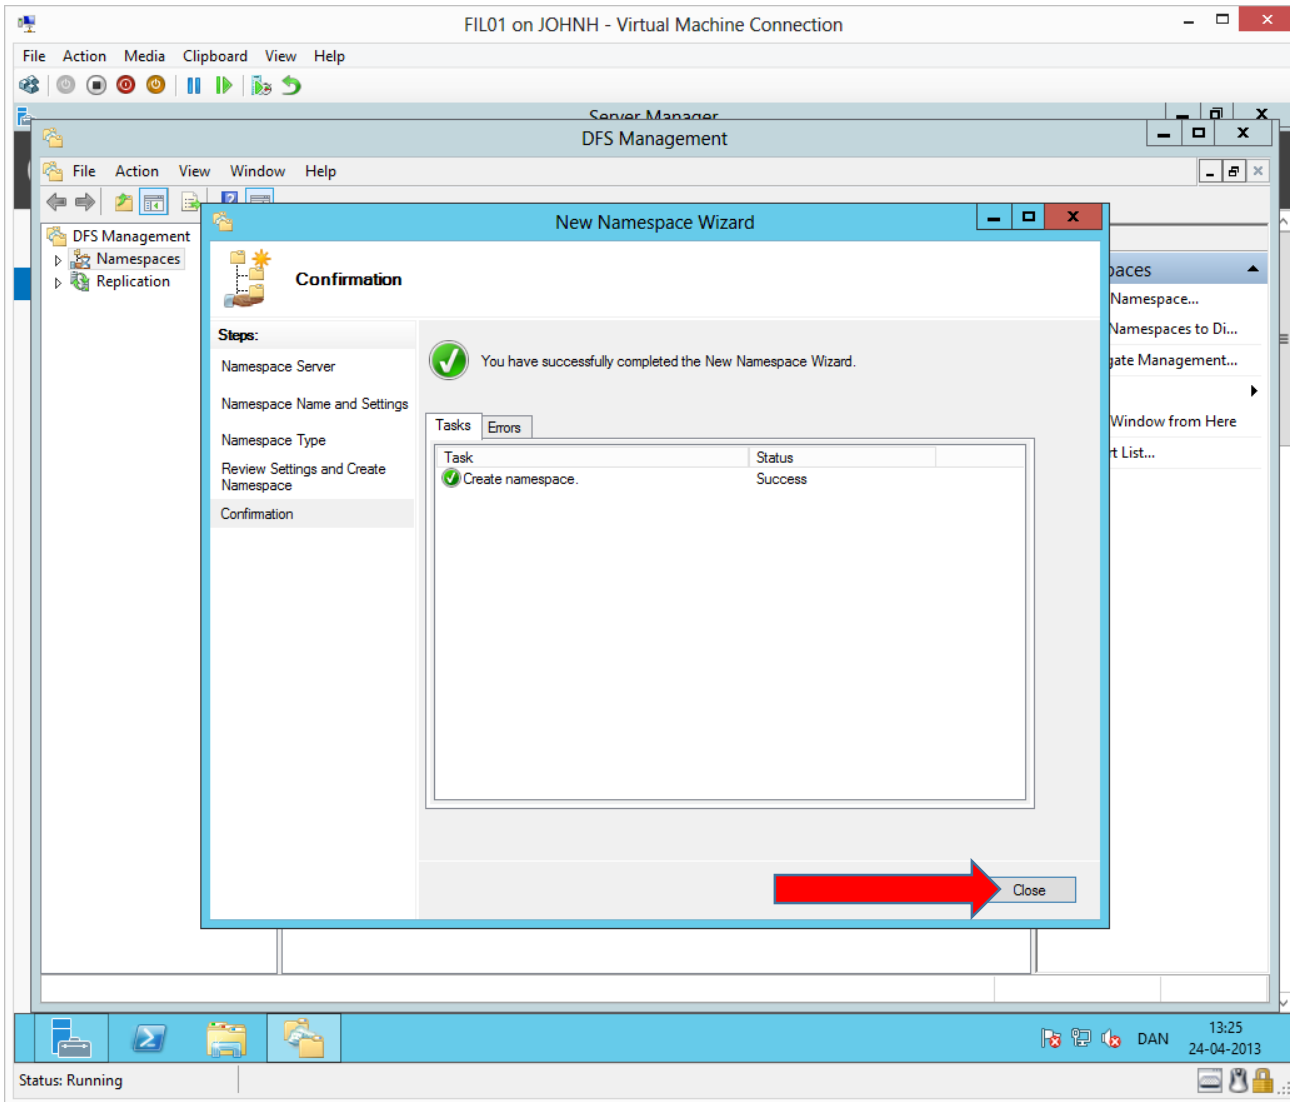 FIL01 on JOHNH - Virtual Machine Connection
File Action Media Clipboard View Help
Server Manager
DFS Management
File Action View Window Help
New Namespace Wizard
DFS Management
Namespaces
Replication
Confirmation
Steps:
Namespace Server
Namespace Name and Settings
Namespace Type
Review Settings and Create
Namespace
Confirmation
You have successfully completed the New Namespace Wizard.
Tasks Errors
Task Status
Create namespace. Success
Close
paces
Namespace...
Namespaces to Di...
gate Management...
Window from Here
rt List...
DAN
13:25
24-04-2013
Status: Running